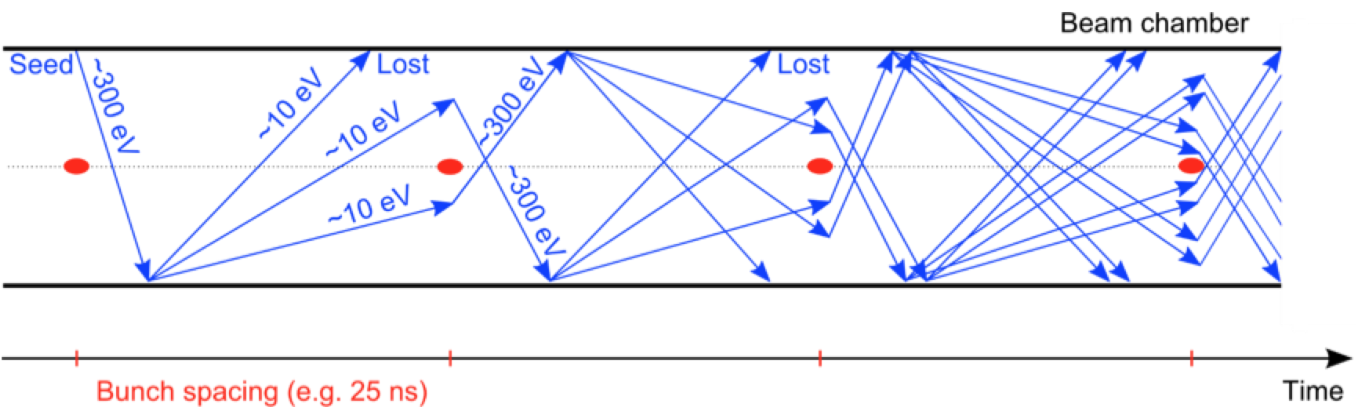 Beam chamber
Seed
~300 eV
~10 eV
Lost
~10 eV
~10 eV
~300 eV
~300 eV
Lost
Bunch spacing (e.g. 25 ns)
Time